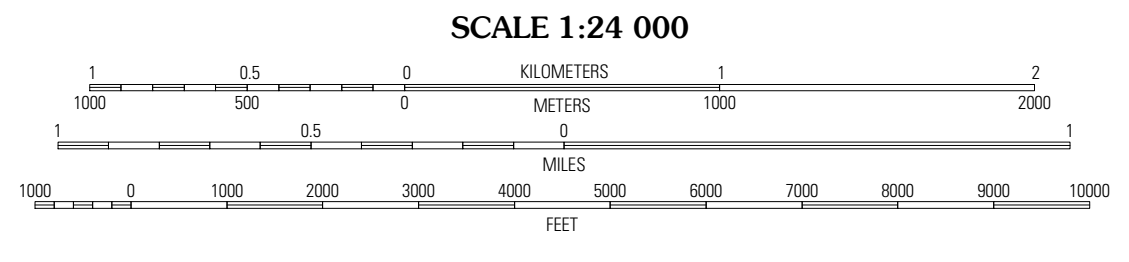 SCALE 1:24 000
1 0.5 0 KILOMETERS 1 2
1000 500 0 METERS 1000 2000
1 0.5 0 1
MILES
1000 0 1000 2000 3000 4000 5000 6000 7000 8000 9000 10000
FEET